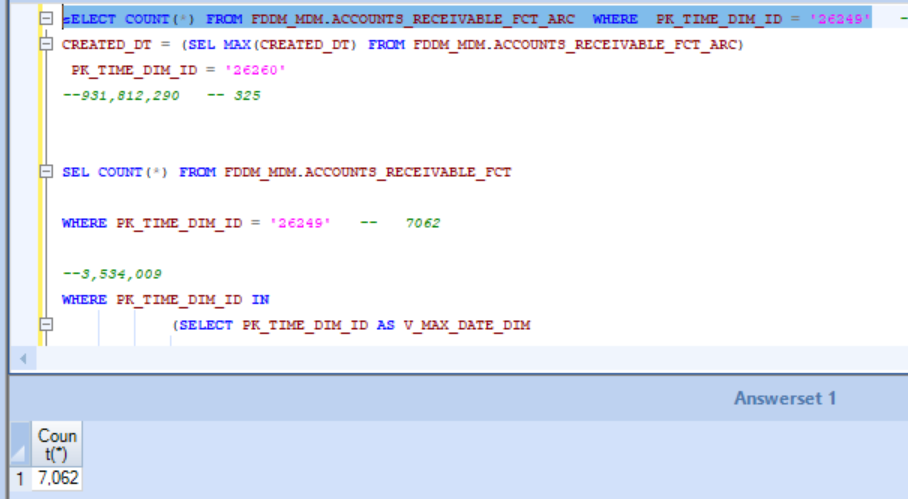 sELECT COUNT(*) FROM FDDM_MDM.ACCOUNTS_RECEIVABLE_FCT_ARC  WHERE  PK_TIME_DIM_ID = '26249'   -
CREATED_DT = (SEL MAX(CREATED_DT) FROM FDDM_MDM.ACCOUNTS_RECEIVABLE_FCT_ARC)
PK_TIME_DIM_ID = '26260'
--931,812,290   -- 325
SEL COUNT(*) FROM FDDM_MDM.ACCOUNTS_RECEIVABLE_FCT
WHERE PK_TIME_DIM_ID = '26249'   --   7062
--3,534,009
WHERE PK_TIME_DIM_ID IN
(SELECT PK_TIME_DIM_ID AS V_MAX_DATE_DIM
Answerset 1
Coun
t(*)
1 7,062